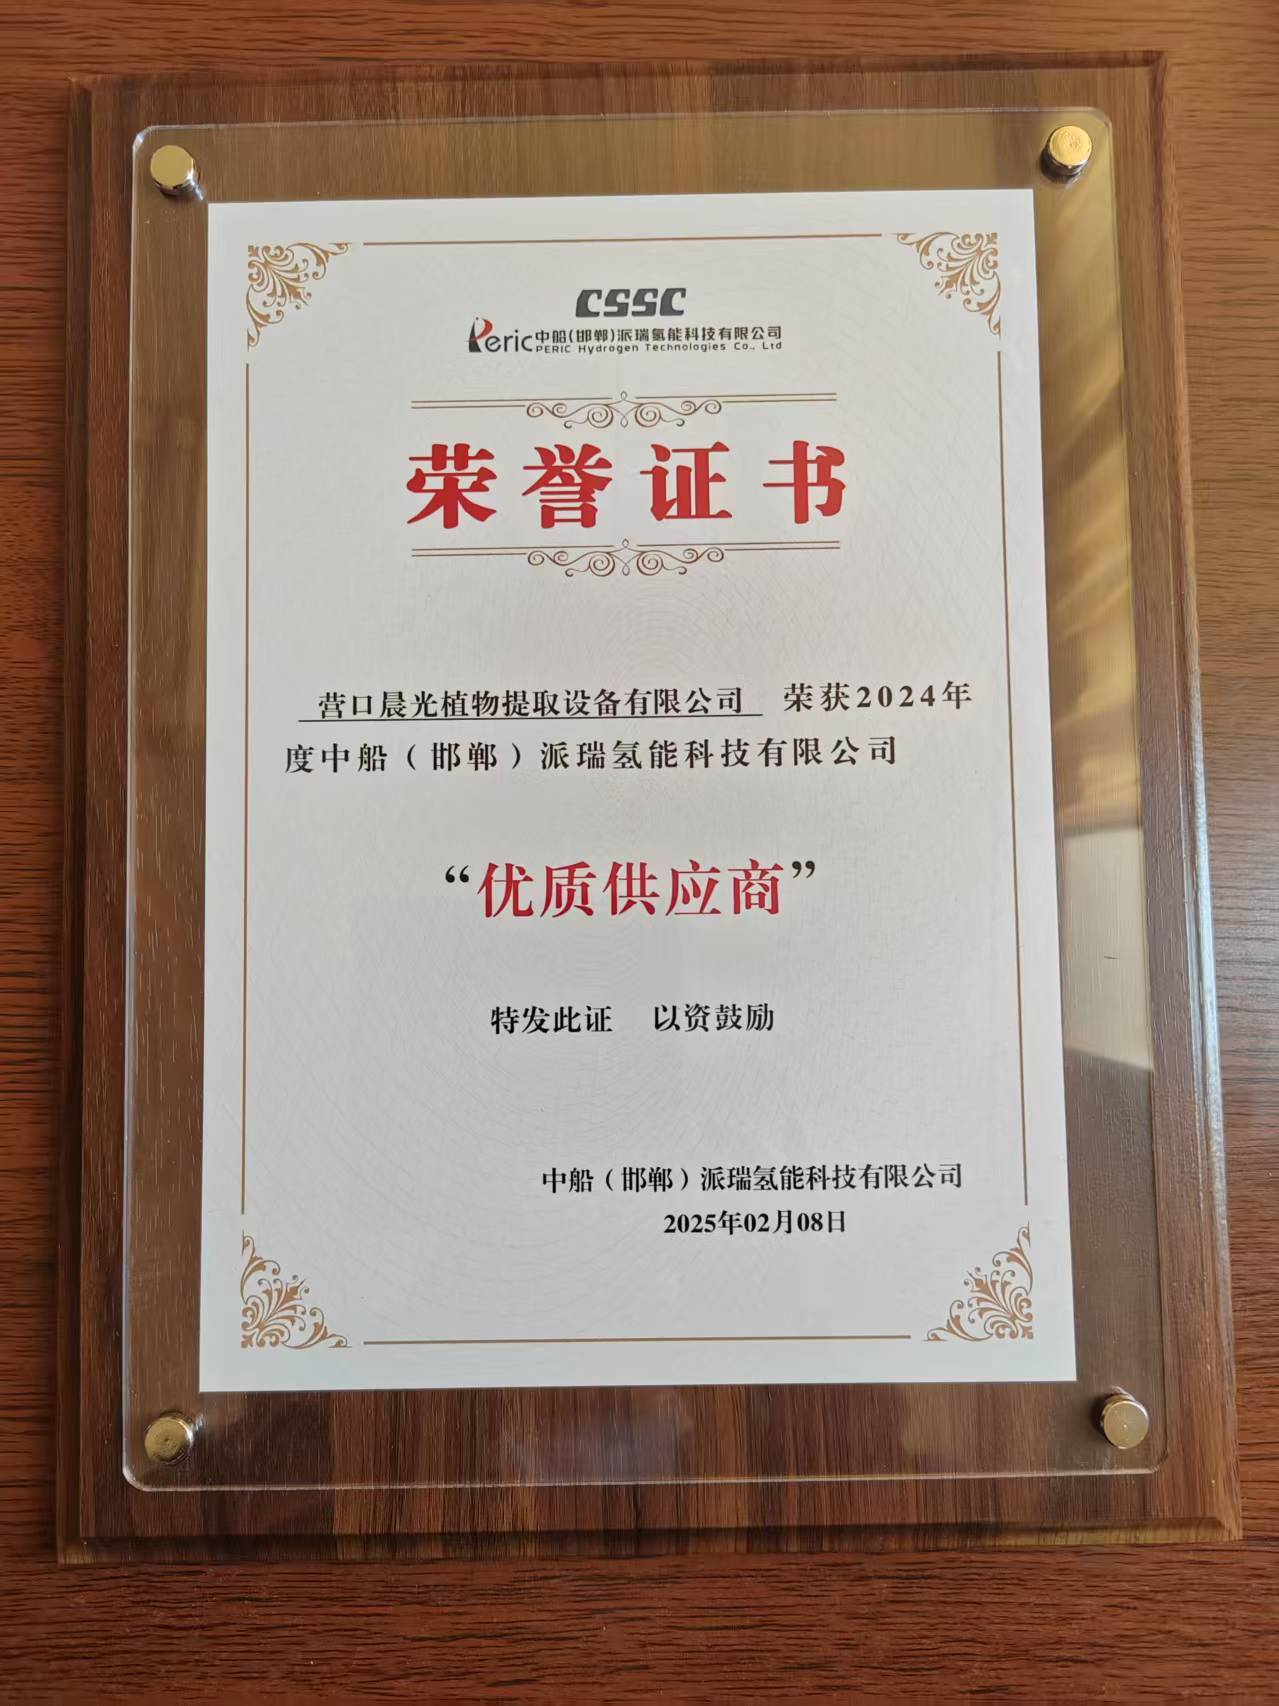 CSSC
Peric中船(邯郸)派瑞氢能科技有限公司
PERIC Hydrogen Technologies Co., Ltd
荣誉证书
营口晨光植物提取设备有限公司 荣获2024年
度中船（邯郸）派瑞氢能科技有限公司
“优质供应商”
特发此证 以资鼓励
中船（邯郸）派瑞氢能科技有限公司
2025年02月08日